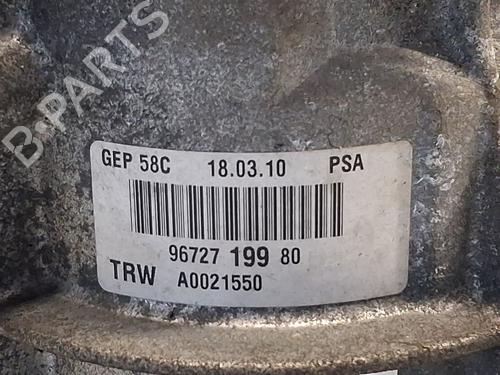 B-PARTS
GEP 58C 18.03.10 PSA
96727 199 80
TRW A0021550